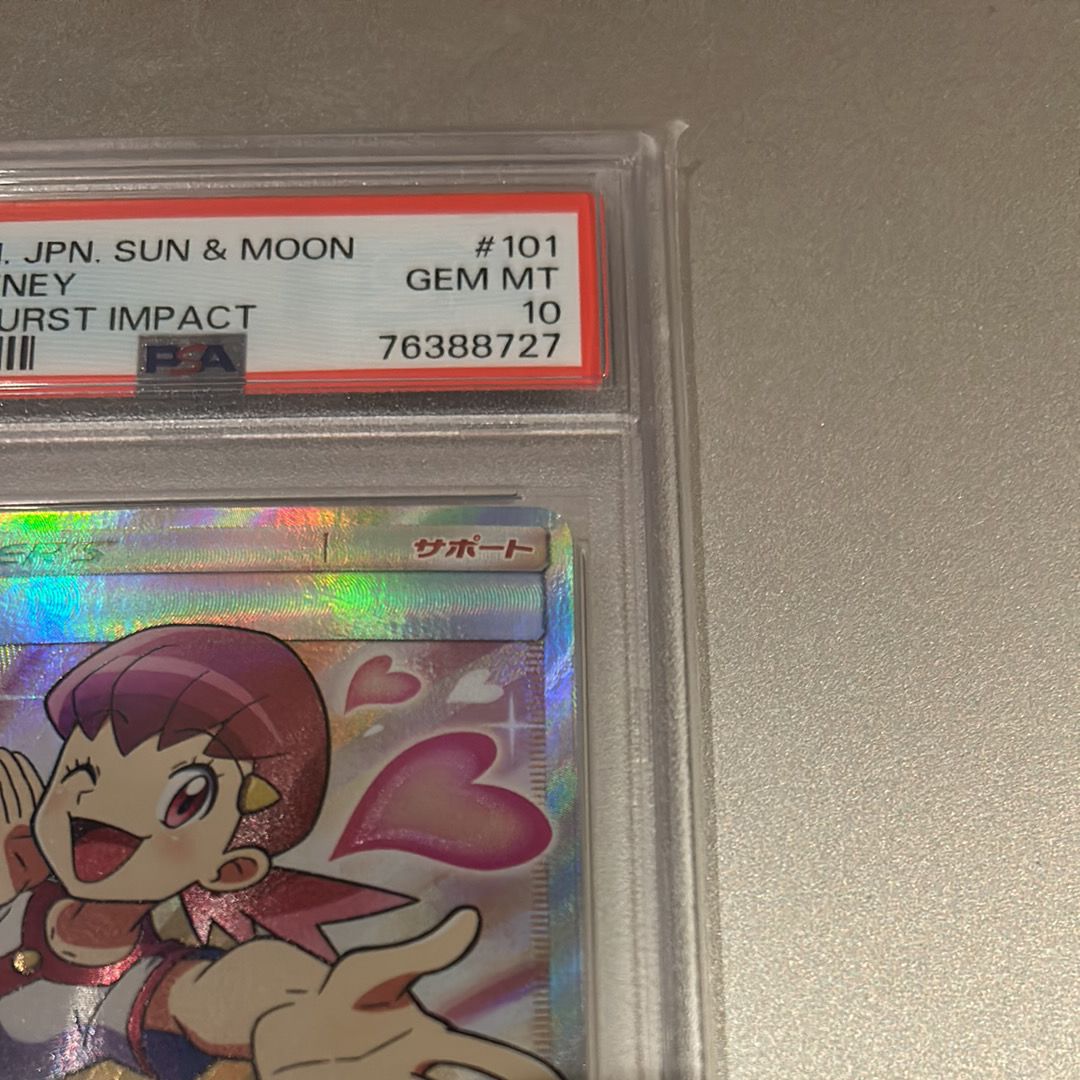 . JPN. SUN & MOON #101
NEY GEM MT
URST IMPACT 10
PSA 76388727
サポート